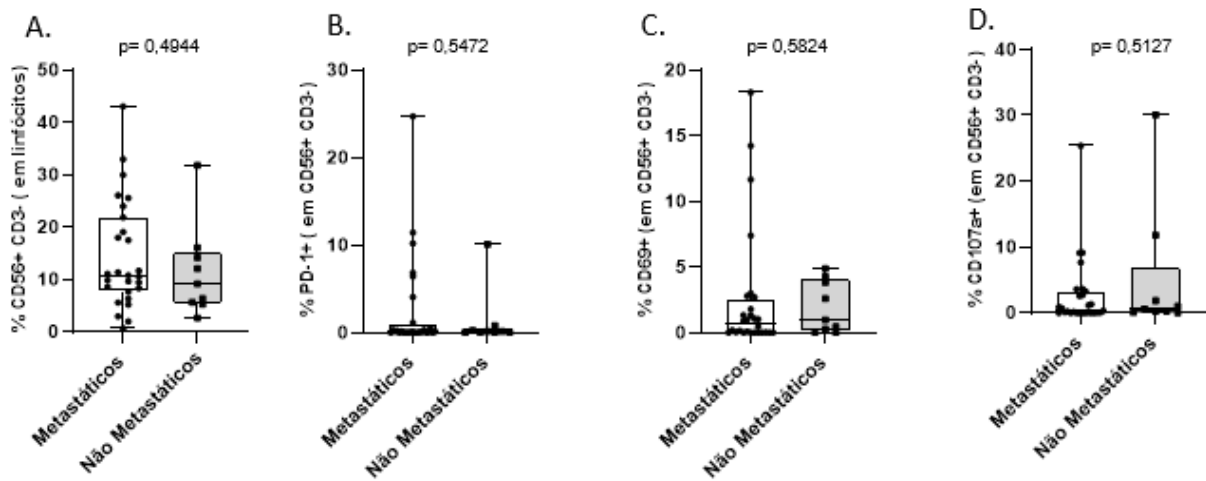 A.
p= 0,4944
% CD56+ CD3- ( em linfócitos)
50
40
30
20
10
0
Metastáticos
Não Metastáticos
B.
p= 0,5472
% PD-1+ ( em CD56+ CD3-)
30
20
10
0
Metastáticos
Não Metastáticos
C.
p= 0,5824
% CD69+ (em CD56+ CD3-)
20
15
10
5
0
Metastáticos
Não Metastáticos
D.
p= 0,5127
% CD107a+ (em CD56+ CD3-)
40
30
20
10
0
Metastáticos
Não Metastáticos